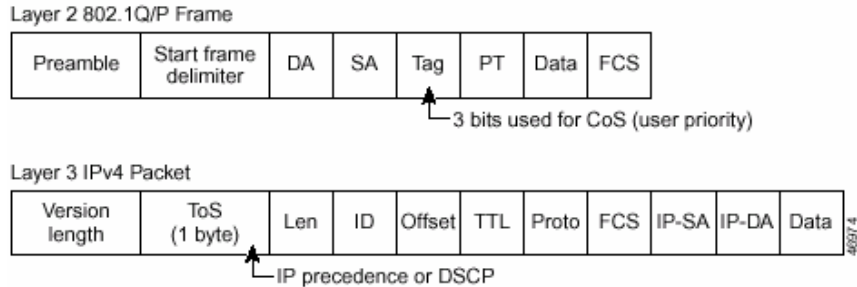 Layer 2 802.1Q/P Frame
Preamble
Start frame
delimiter
DA
SA
Tag
PT
Data
FCS
3 bits used for CoS (user priority)
Layer 3 IPv4 Packet
Version
length
ToS
(1 byte)
Len
ID
Offset
TTL
Proto
FCS
IP-SA
IP-DA
Data
46974
IP precedence or DSCP